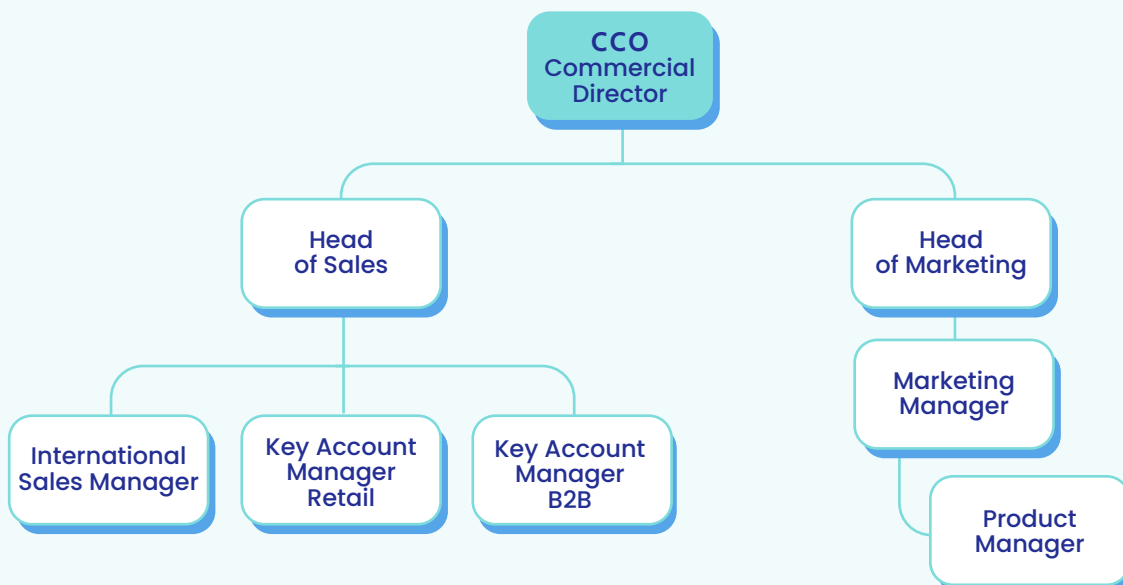 CCO
Commercial
Director
Head
of Sales
Head
of Marketing
Marketing
Manager
International
Sales Manager
Key Account
Manager
Retail
Key Account
Manager
B2B
Product
Manager